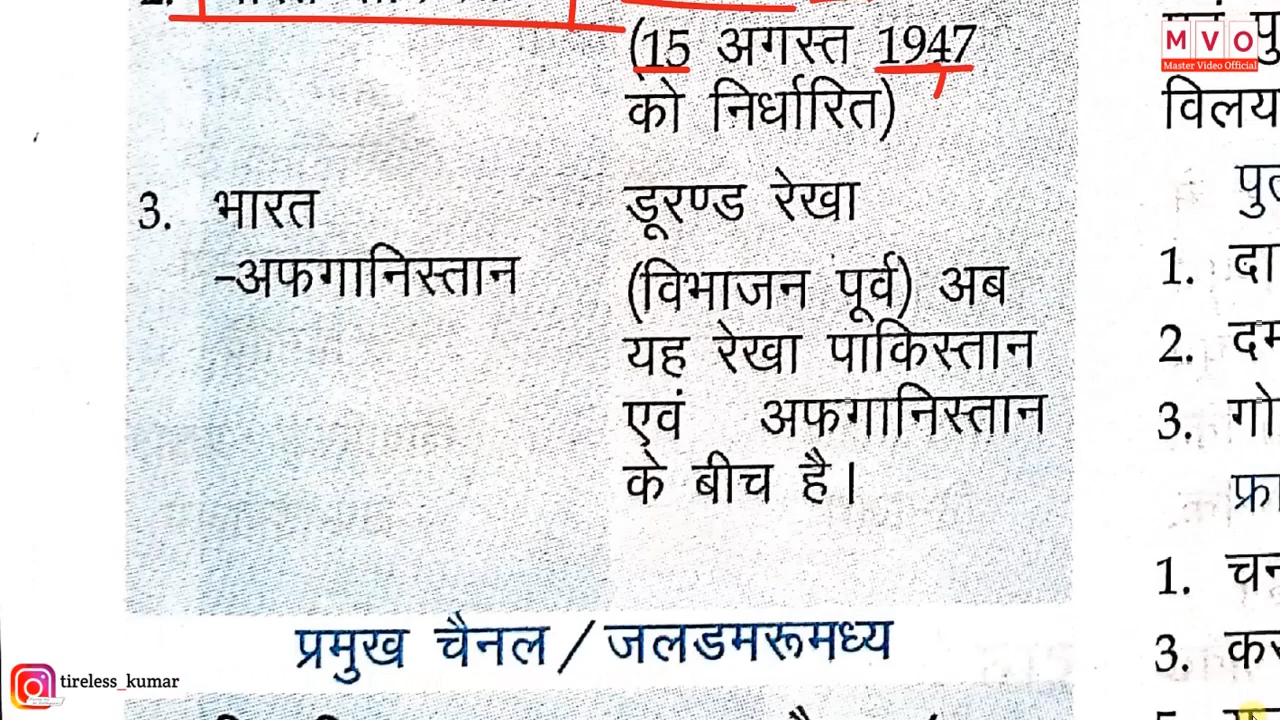 (15 अगस्त 1947
को निर्धारित)
3. भारत
-अफगानिस्तान
डूरण्ड रेखा
(विभाजन पूर्व) अब
यह रेखा पाकिस्तान
एवं अफगानिस्तान
के बीच है।
प्रमुख चैनल/जलडमरूमध्य
विलय
1.
2.
3.
1.
3.
MVO
Master Video Official
tireless_kumar